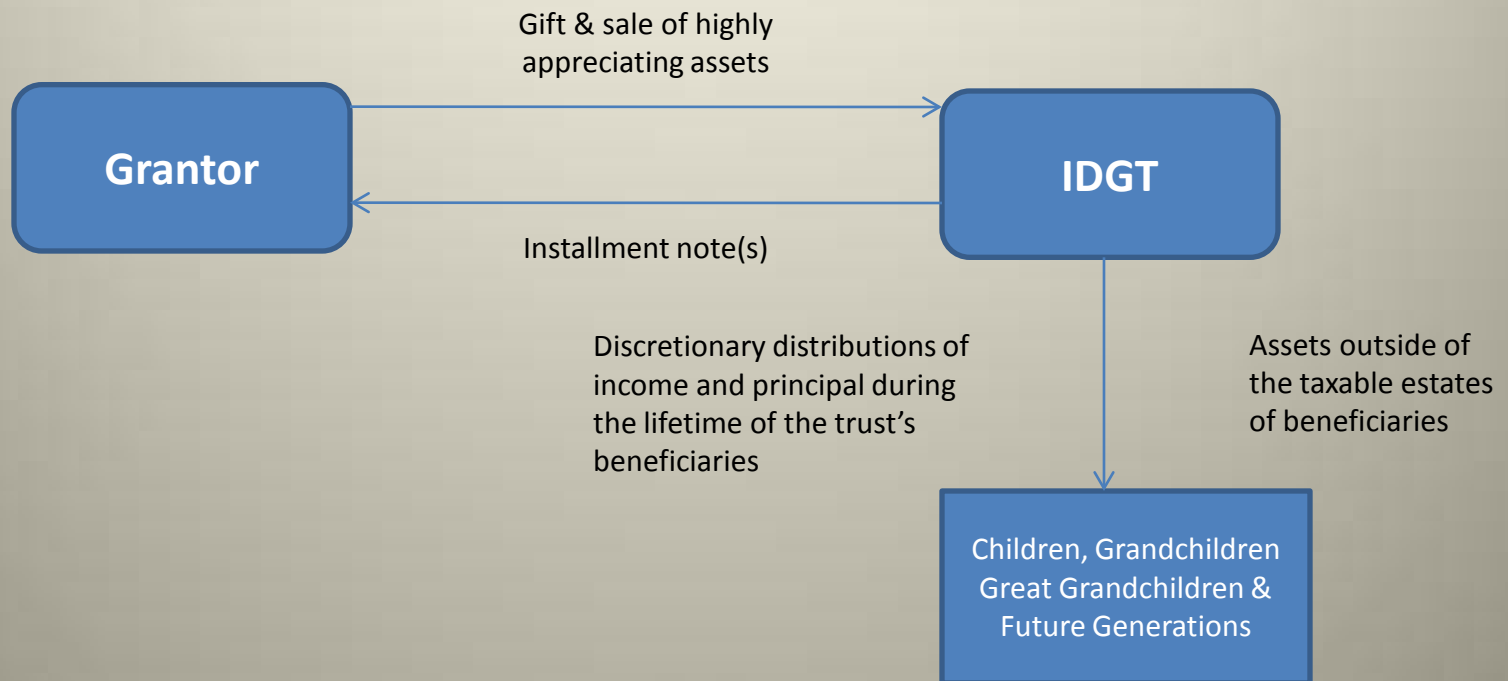 Gift & sale of highly
appreciating assets
Grantor
IDGT
Installment note(s)
Discretionary distributions of
income and principal during
the lifetime of the trust’s
beneficiaries
Assets outside of
the taxable estates
of beneficiaries
Children, Grandchildren
Great Grandchildren &
Future Generations